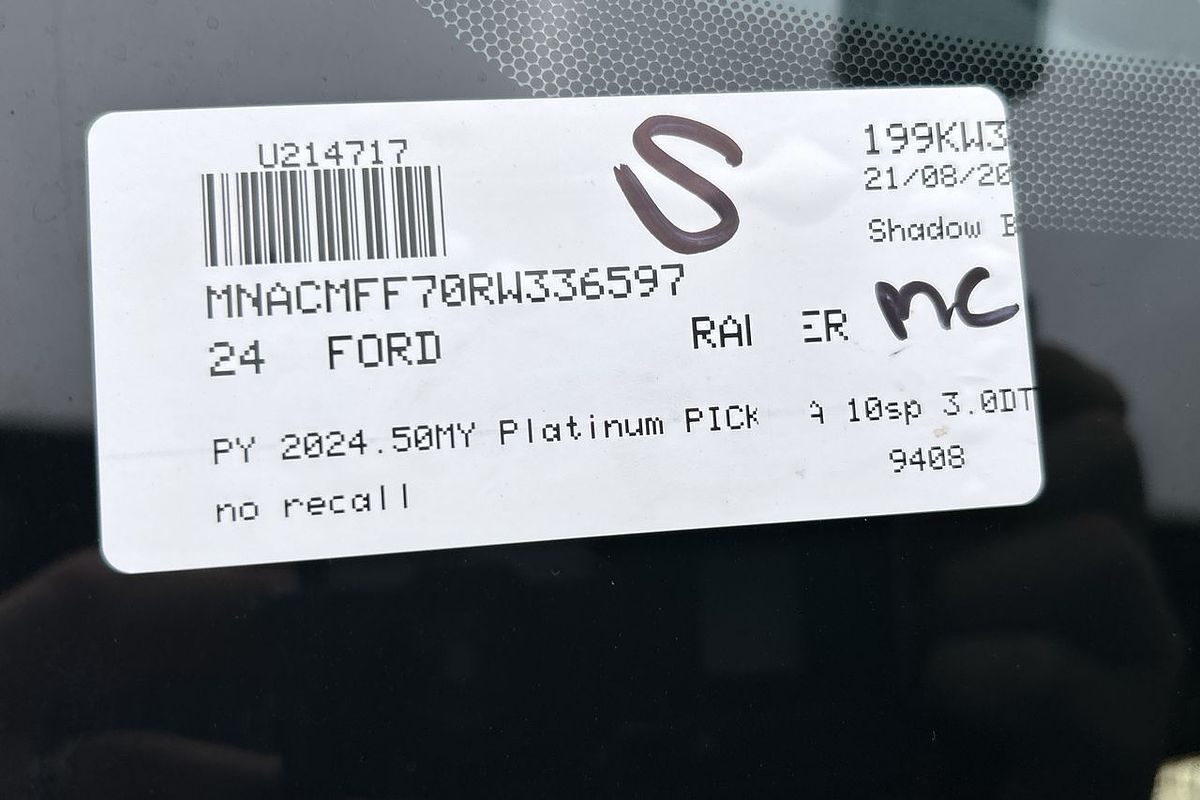 U214717
S
199KW3
21/08/20
Shadow B
MNACMFF70RW336597
mc
24 FORD RAI ER
PY 2024.50MY Platinum PICK A 10sp 3.0DT
9408
no recall